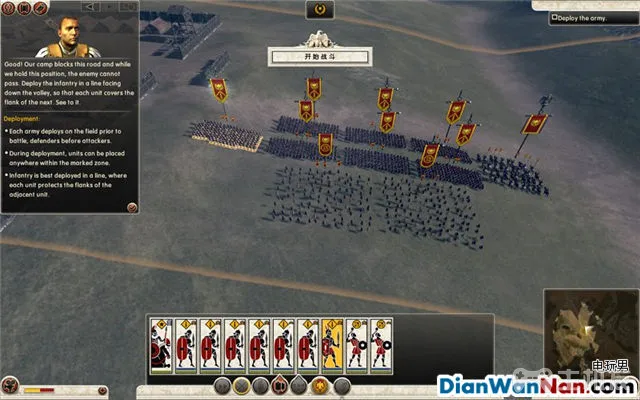 Good! Our camp blocks this road and while
we hold this position, the enemy cannot
pass. Deploy the infantry in a line facing
down the valley, so that each unit covers the
flank of the next. See to it.
Deployment:
• Each army deploys on the field prior to
battle, defenders before attackers.
• During deployment, units can be placed
anywhere within the marked zone.
• Infantry is best deployed in a line, where
each unit protects the flanks of the
adjacent unit.
开始战斗
Deploy the army.
电玩男
DianWanNan.com